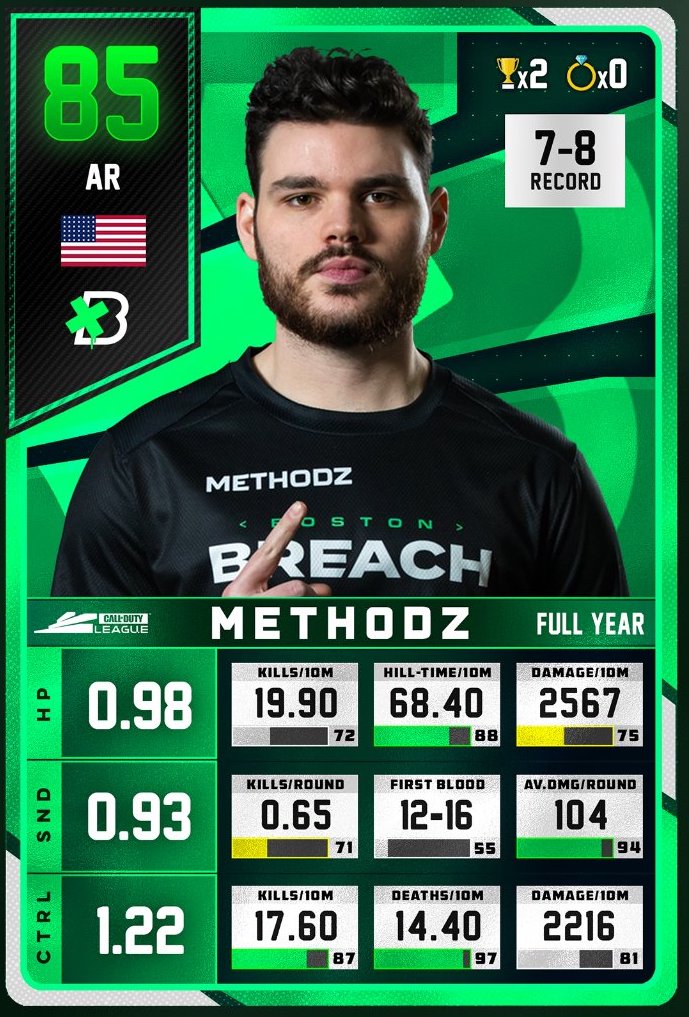 85
AR
B
x2 x0
7-8
RECORD
METHODZ
< BOSTON >
BREACH
CALL OF DUTY
LEAGUE
METHODZ
FULL YEAR
HP
0.98
KILLS/10M
19.90
72
HILL-TIME/10M
68.40
88
DAMAGE/10M
2567
75
SND
0.93
KILLS/ROUND
0.65
71
FIRST BLOOD
12-16
55
AV.DMG/ROUND
104
94
CTRL
1.22
KILLS/10M
17.60
87
DEATHS/10M
14.40
97
DAMAGE/10M
2216
81